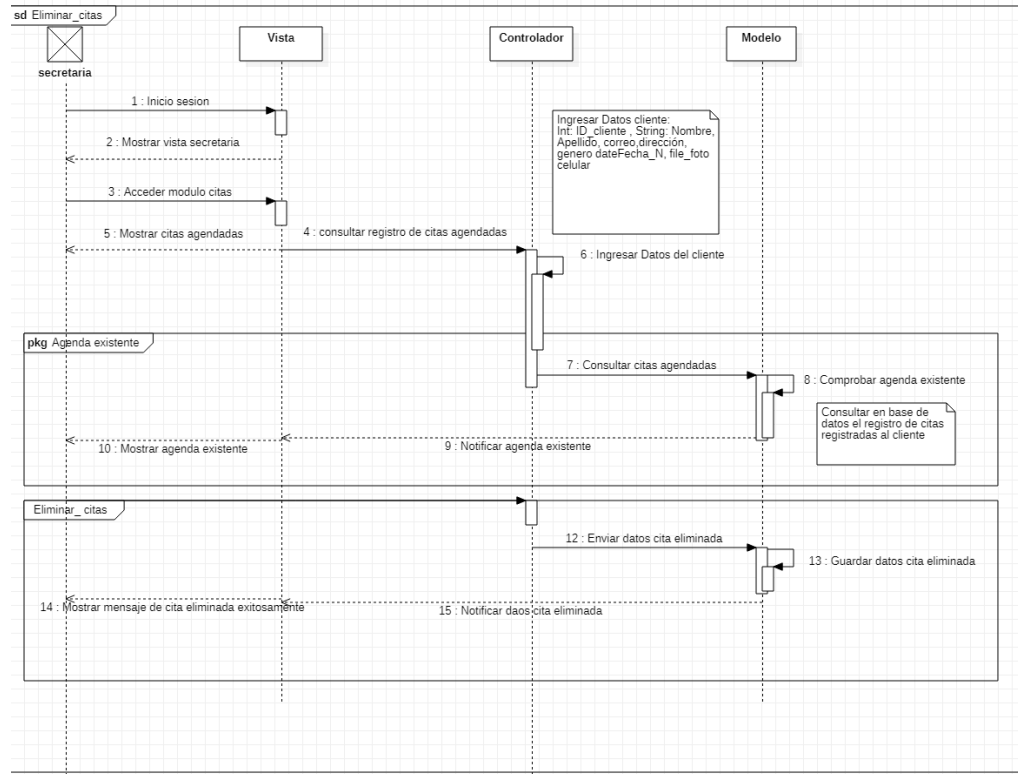 sd Eliminar_citas
secretaria
Vista
Controlador
Modelo
1 : Inicio sesion
2 : Mostrar vista secretaria
3 : Acceder modulo citas
Ingresar Datos cliente:
Int: ID_cliente , String: Nombre,
Apellido, correo,dirección,
genero dateFecha_N, file_foto
celular
5 : Mostrar citas agendadas
4 : consultar registro de citas agendadas
6 : Ingresar Datos del cliente
pkg Agenda existente
7 : Consultar citas agendadas
8 : Comprobar agenda existente
Consultar en base de
datos el registro de citas
registradas al cliente
10 : Mostrar agenda existente
9 : Notificar agenda existente
Eliminar_ citas
12 : Enviar datos cita eliminada
13 : Guardar datos cita eliminada
14 : Mostrar mensaje de cita eliminada exitosamente
15 : Notificar daos cita eliminada